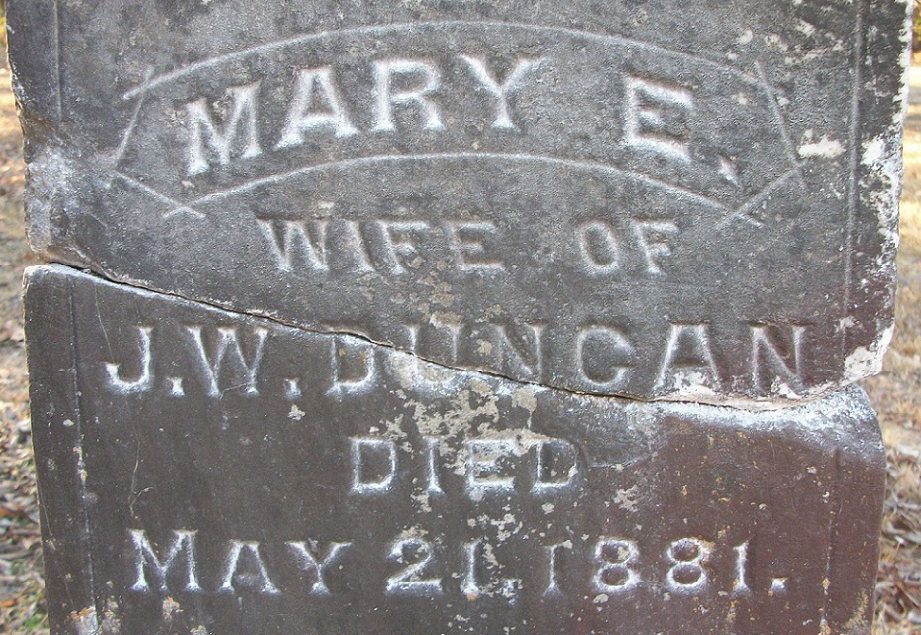 MARY E.
WIFE OF
J.W. DUNCAN
DIED
MAY 21. 1881.